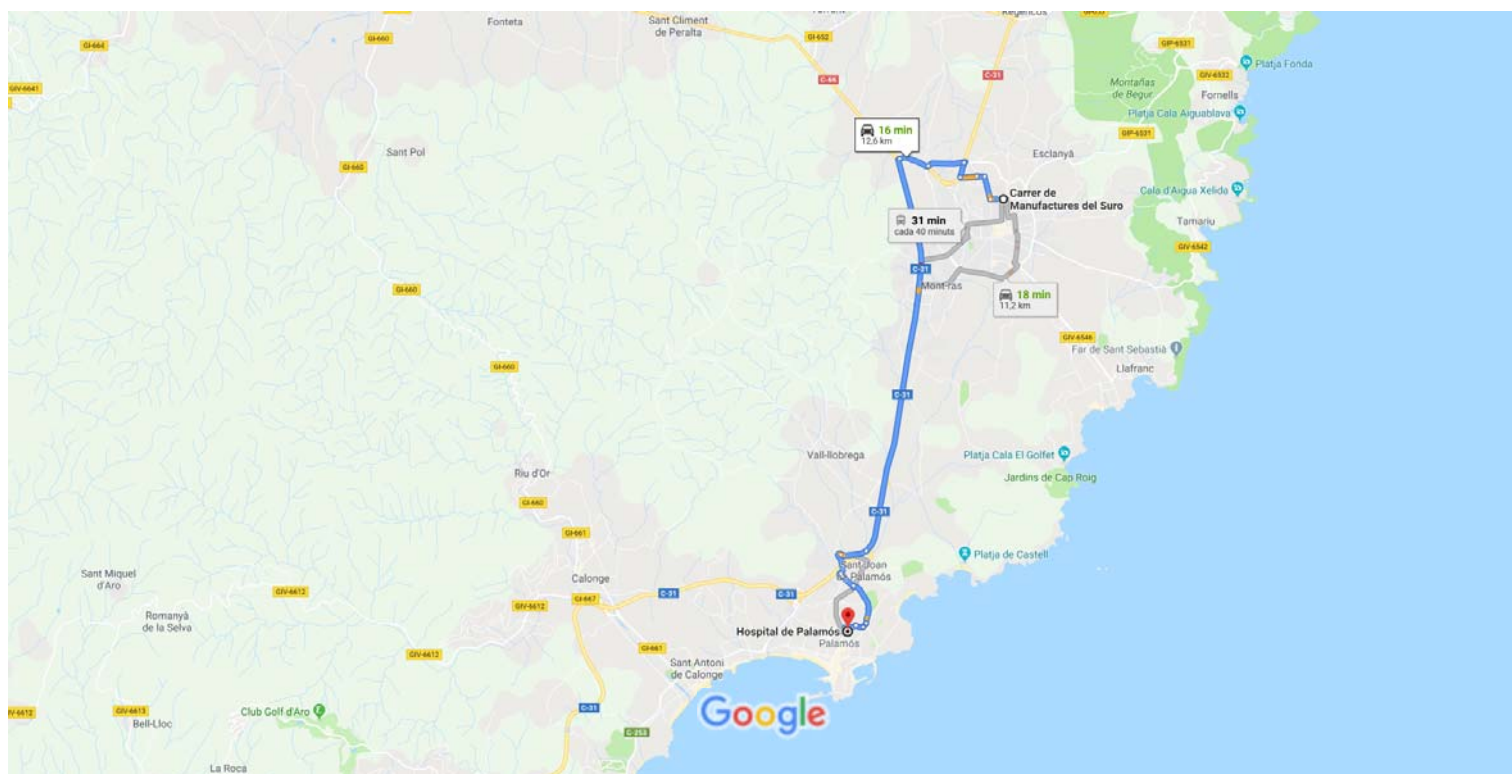 Fonteta
Sant Climent
de Peralta
Regencós
GI-664
GI-660
GI-652
C-66
C-31
GIP-6531
Platja Fonda
GIV-6532
GIV-6641
Montañas
de Begur
Fornells
Platja Cala Aiguablava
16 min
12,6 km
GIP-6531
Sant Pol
GI-660
Esclanyà
Carrer de
Manufactures del Suro
Cala d'Aigua Xelida
31 min
cada 40 minuts
Tamariu
GIV-6542
C-31
Mont-ras
GI-660
18 min
11,2 km
GIV-6546
Far de Sant Sebastià
Llafranc
GI-660
C-31
Vall-llobrega
Platja Cala El Golfet
Riu d'Or
Jardins de Cap Roig
GI-660
C-31
GI-661
Platja de Castell
Sant Joan
Palamós
Sant Miquel
d'Aro
Calonge
GIV-6612
C-31
C-31
GI-667
GIV-6612
Romanyà
de la Selva
Hospital de Palamós
Palamós
GIV-6612
GI-661
Sant Antoni
de Calonge
GIV-6612
GIV-6613
Bell-Lloc
Club Golf d'Aro
C-31
Google
C-253
La Roca